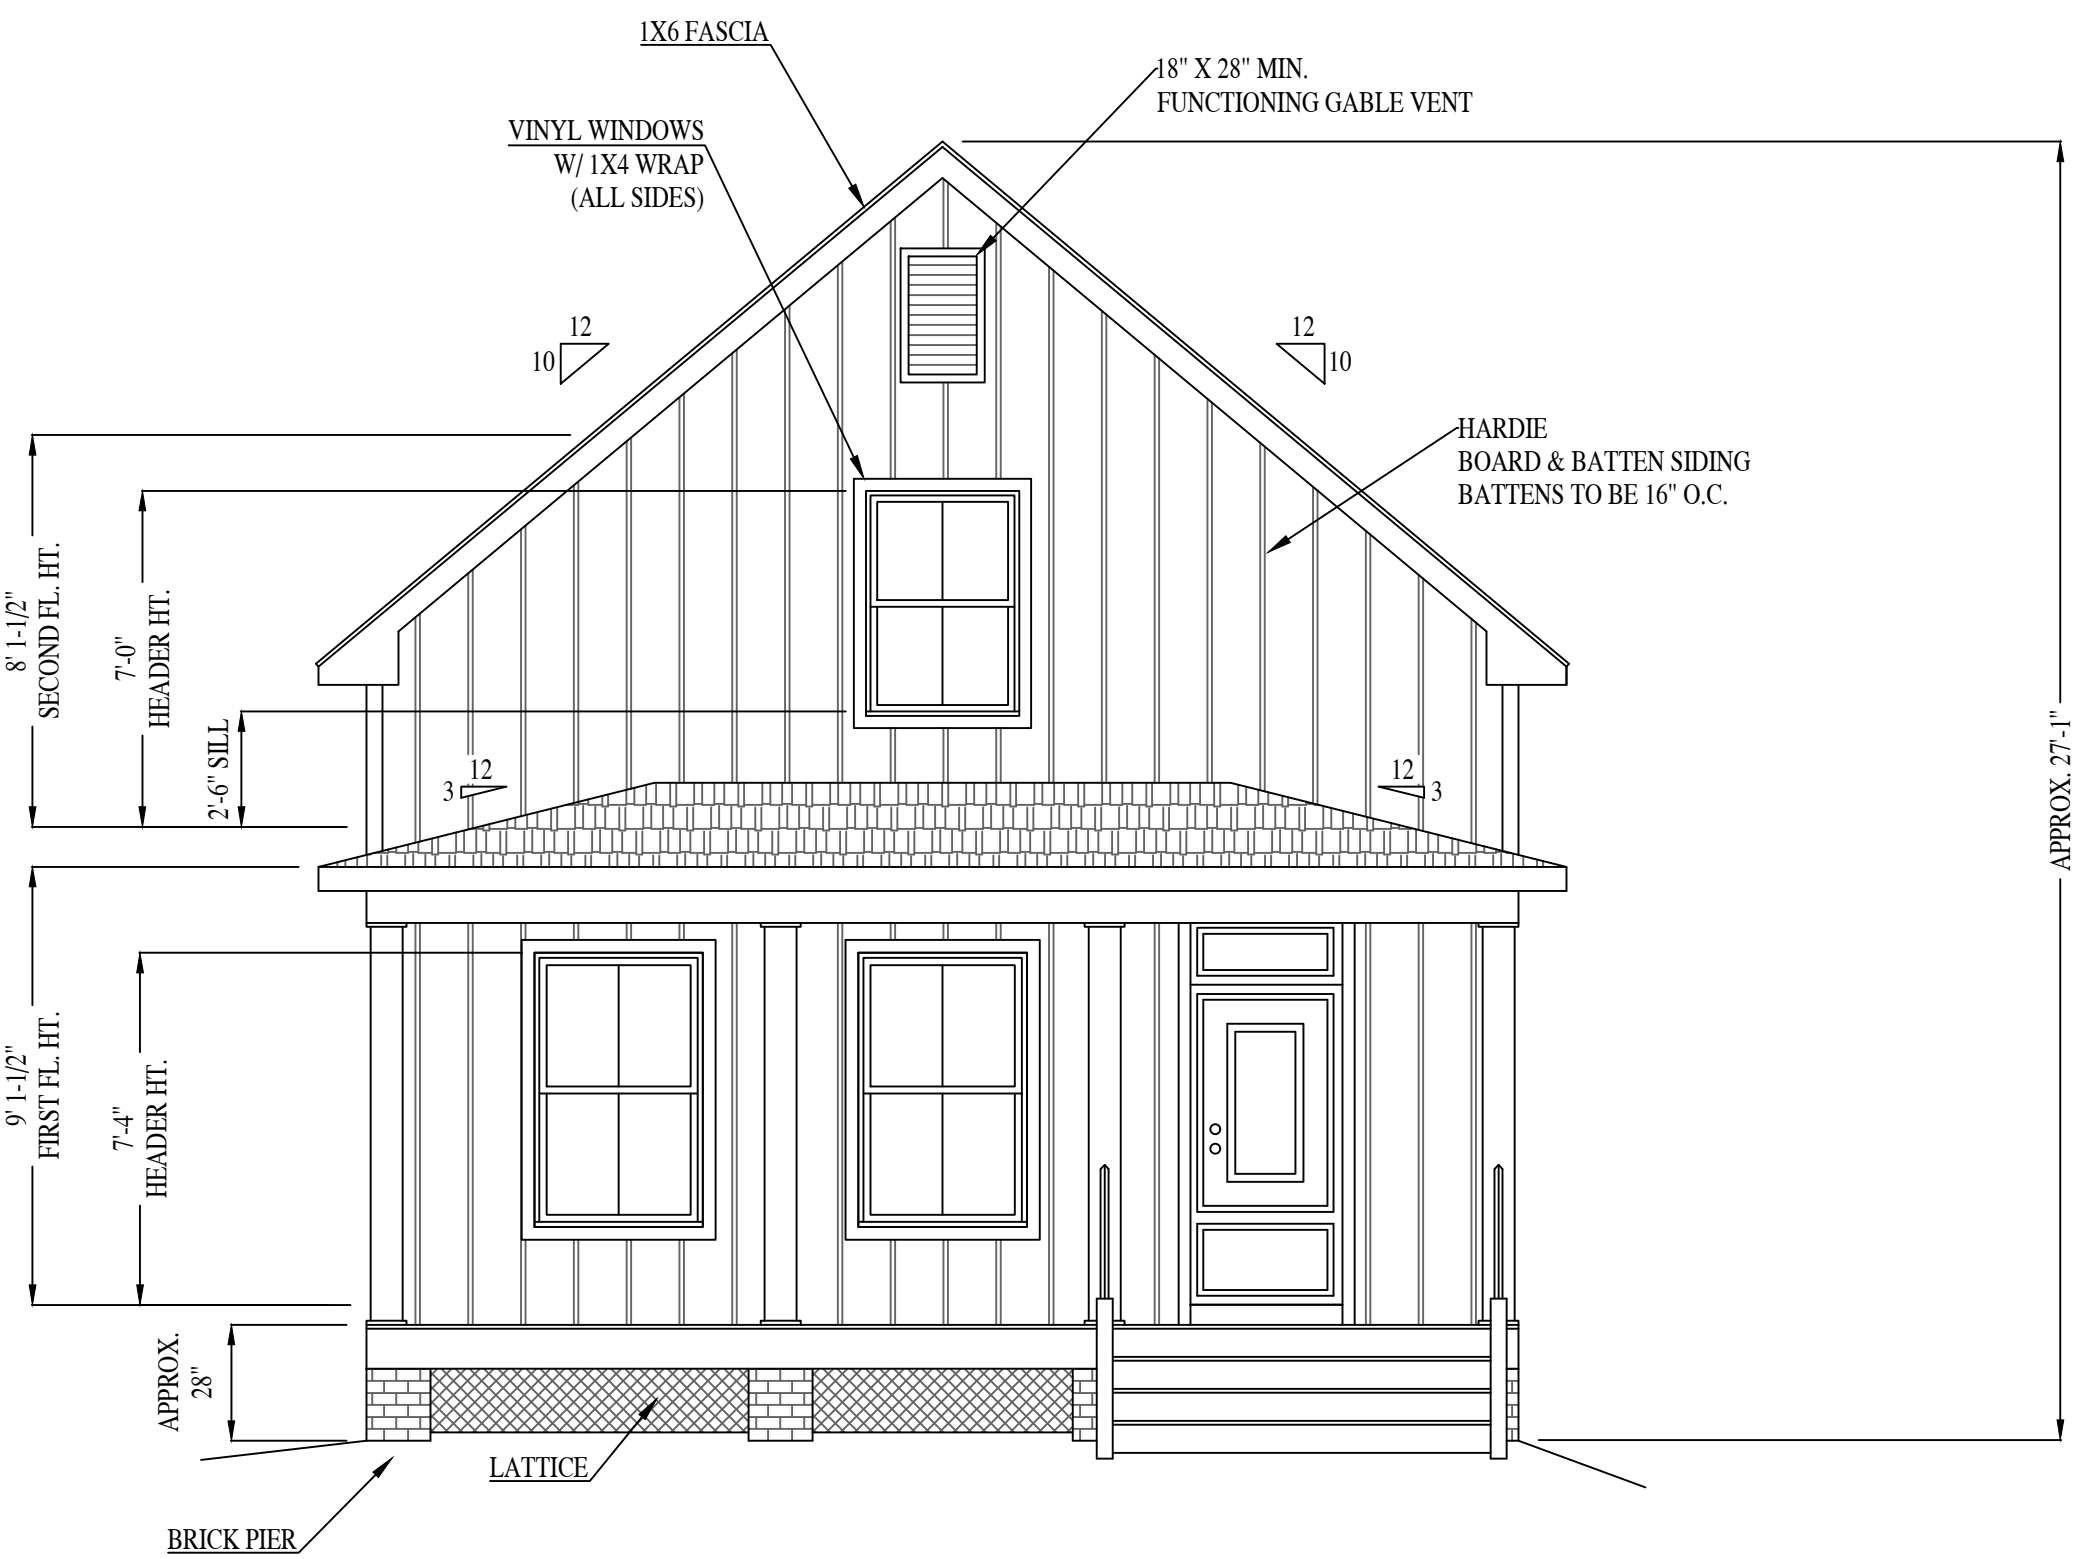 1X6 FASCIA
18" X 28" MIN.
FUNCTIONING GABLE VENT
VINYL WINDOWS
W/ 1X4 WRAP
(ALL SIDES)
12
10
12
10
HARDIE
BOARD & BATTEN SIDING
BATTENS TO BE 16" O.C.
8' 1-1/2"
SECOND FL. HT.
7'-0"
HEADER HT.
2'-6" SILL
12
3
12
3
APPROX. 27'-1"
9' 1-1/2"
FIRST FL. HT.
7'-4"
HEADER HT.
APPROX.
28"
LATTICE
BRICK PIER